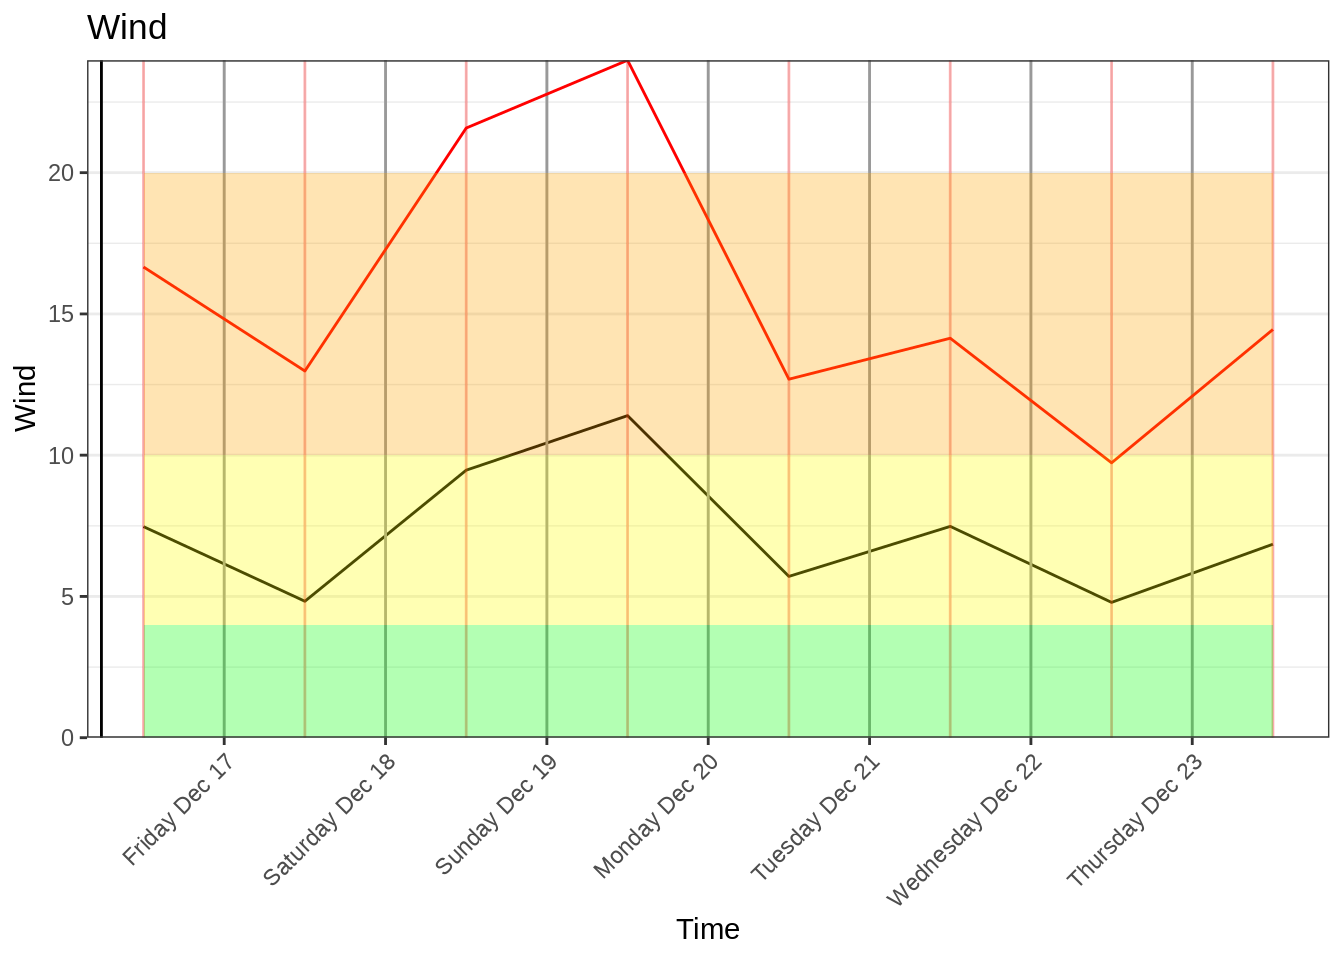 Wind
20
15
10
5
0
Wind
Friday Dec 17
Saturday Dec 18
Sunday Dec 19
Monday Dec 20
Tuesday Dec 21
Wednesday Dec 22
Thursday Dec 23
Time